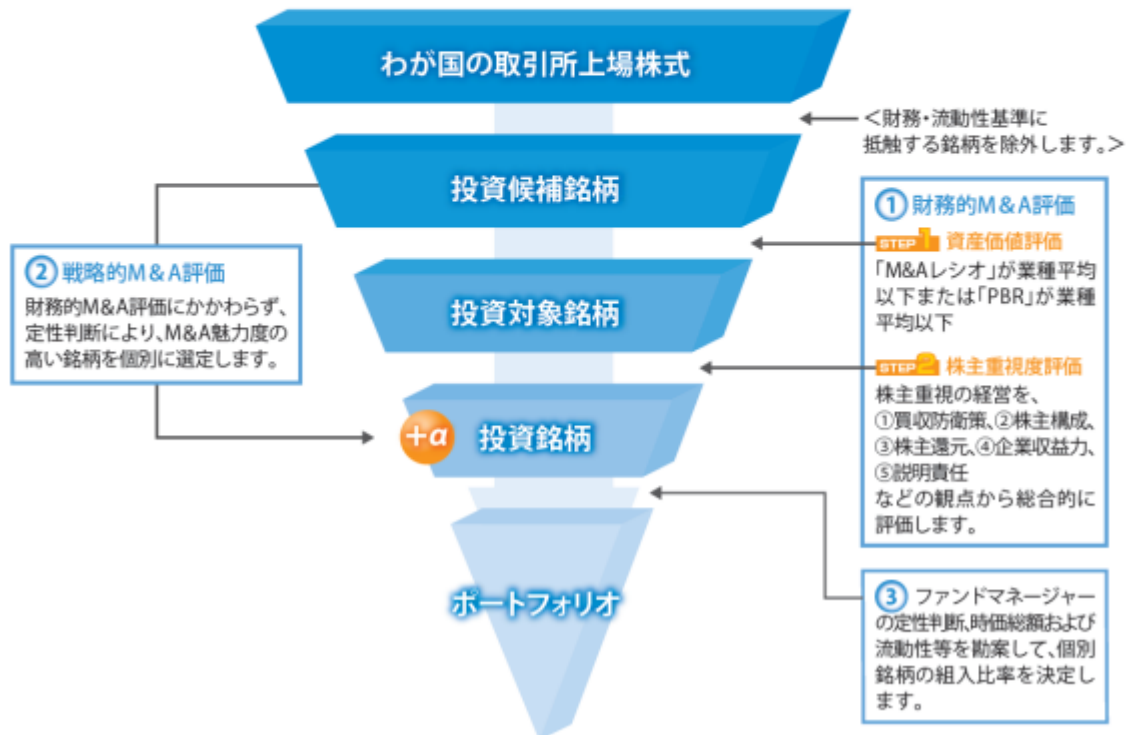 わが国の取引所上場株式
＜財務・流動性基準に
抵触する銘柄を除外します。＞
投資候補銘柄
① 財務的M&A評価
STEP1 資産価値評価
「M&Aレシオ」が業種平均
以下または「PBR」が業種
平均以下
② 戦略的M&A評価
財務的M&A評価にかかわらず、
定性判断により、M&A魅力度の
高い銘柄を個別に選定します。
投資対象銘柄
STEP2 株主重視度評価
株主重視の経営を、
①買収防衛策、②株主構成、
③株主還元、④企業収益力、
⑤説明責任
などの観点から総合的に
評価します。
+α 投資銘柄
ポートフォリオ
③ ファンドマネージャー
の定性判断、時価総額および
流動性等を勘案して、個別
銘柄の組入比率を決定し
ます。